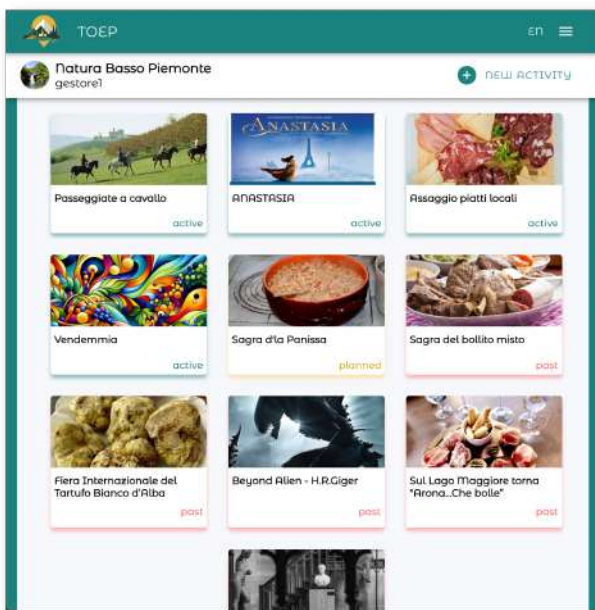 TOEP
EN
Natura Basso Piemonte
gestore1
NEW ACTIVITY
ANASTASIA
Passeggiate a cavallo
active
ANASTASIA
active
Assaggio piatti locali
active
Vendemmia
active
Sagra d'la Panissa
planned
Sagra del bollito misto
past
Fiera Internazionale del
Tartufo Bianco d'Alba
past
Beyond Alien - H.R.Giger
past
Sul Lago Maggiore torna
"Arona...Che bolle"
past